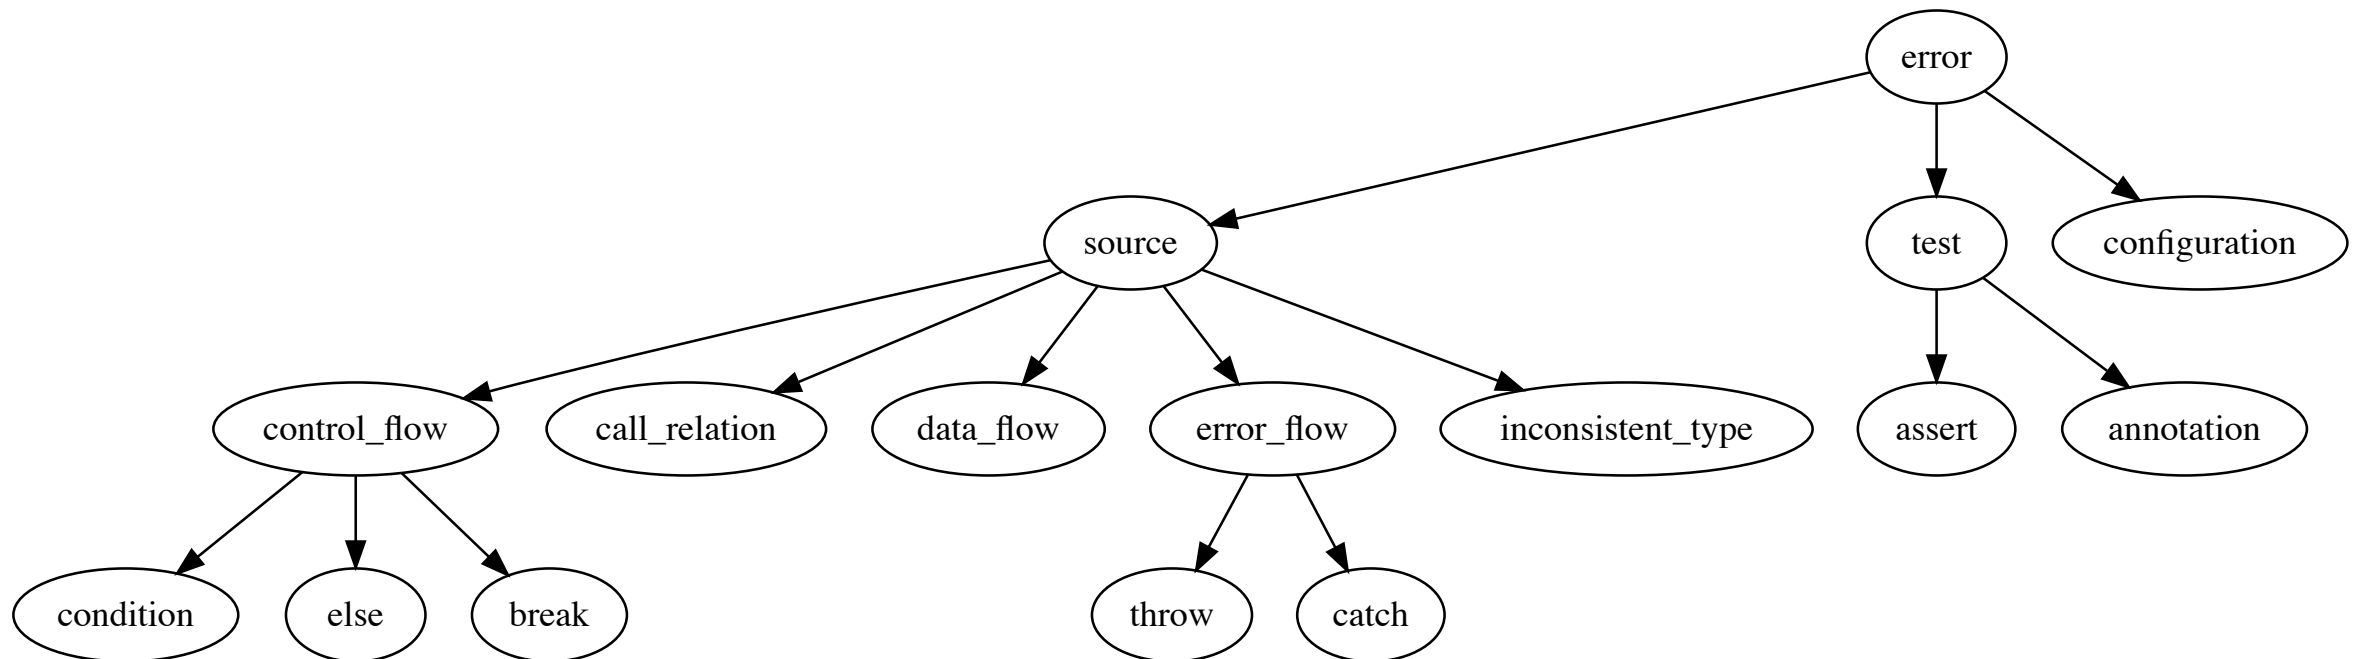 error
source
test
configuration
control_flow
call_relation
data_flow
error_flow
inconsistent_type
assert
annotation
condition
else
break
throw
catch